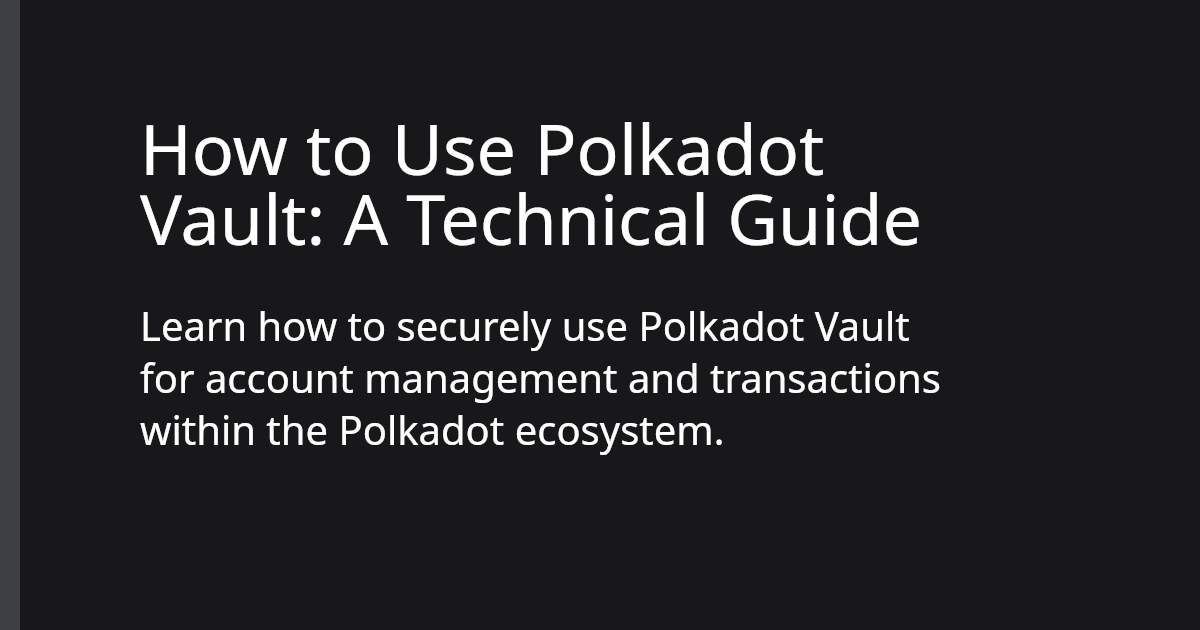 How to Use Polkadot
Vault: A Technical Guide
Learn how to securely use Polkadot Vault
for account management and transactions
within the Polkadot ecosystem.